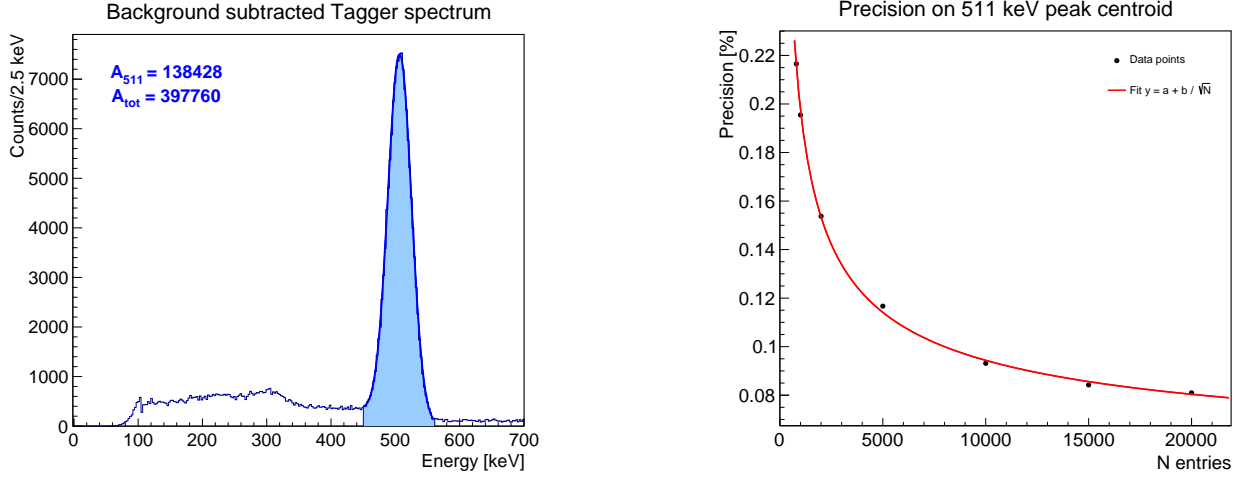 Background subtracted Tagger spectrum
Counts/2.5 keV
A511 = 138428
Atot = 397760
7000
6000
5000
4000
3000
2000
1000
0
0 100 200 300 400 500 600 700
Energy [keV]
Precision on 511 keV peak centroid
Precision [%]
Data points
Fit y = a + b / √N
0.22
0.2
0.18
0.16
0.14
0.12
0.1
0.08
0 5000 10000 15000 20000
N entries